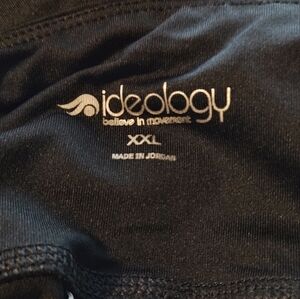 ideology
believe in movement
XXL
MADE IN JORDAN